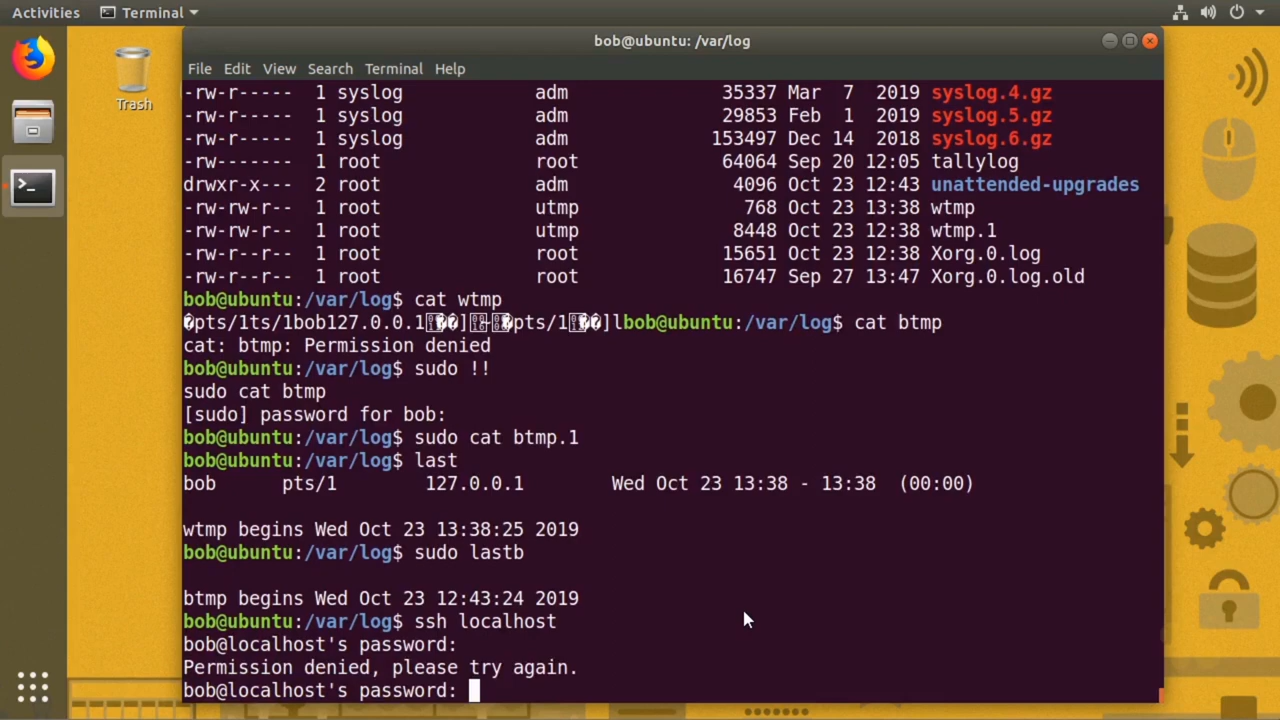 Activities Terminal
bob@ubuntu: /var/log
File Edit View Search Terminal Help
Trash
-rw-r----- 1 syslog adm 35337 Mar 7 2019 syslog.4.gz
-rw-r----- 1 syslog adm 29853 Feb 1 2019 syslog.5.gz
-rw-r----- 1 syslog adm 153497 Dec 14 2018 syslog.6.gz
-rw------- 1 root root 64064 Sep 20 12:05 tallylog
drwxr-x--- 2 root adm 4096 Oct 23 12:43 unattended-upgrades
-rw-rw-r-- 1 root utmp 768 Oct 23 13:38 wtmp
-rw-rw-r-- 1 root utmp 8448 Oct 23 12:38 wtmp.1
-rw-r--r-- 1 root root 15651 Oct 23 12:38 Xorg.0.log
-rw-r--r-- 1 root root 16747 Sep 27 13:47 Xorg.0.log.old
bob@ubuntu:/var/log$ cat wtmp
�pts/1ts/1bob127.0.0.1��] �pts/1��]lbob@ubuntu:/var/log$ cat btmp
cat: btmp: Permission denied
bob@ubuntu:/var/log$ sudo !!
sudo cat btmp
[sudo] password for bob:
bob@ubuntu:/var/log$ sudo cat btmp.1
bob@ubuntu:/var/log$ last
bob pts/1 127.0.0.1 Wed Oct 23 13:38 - 13:38 (00:00)
wtmp begins Wed Oct 23 13:38:25 2019
bob@ubuntu:/var/log$ sudo lastb
btmp begins Wed Oct 23 12:43:24 2019
bob@ubuntu:/var/log$ ssh localhost
bob@localhost's password:
Permission denied, please try again.
bob@localhost's password: